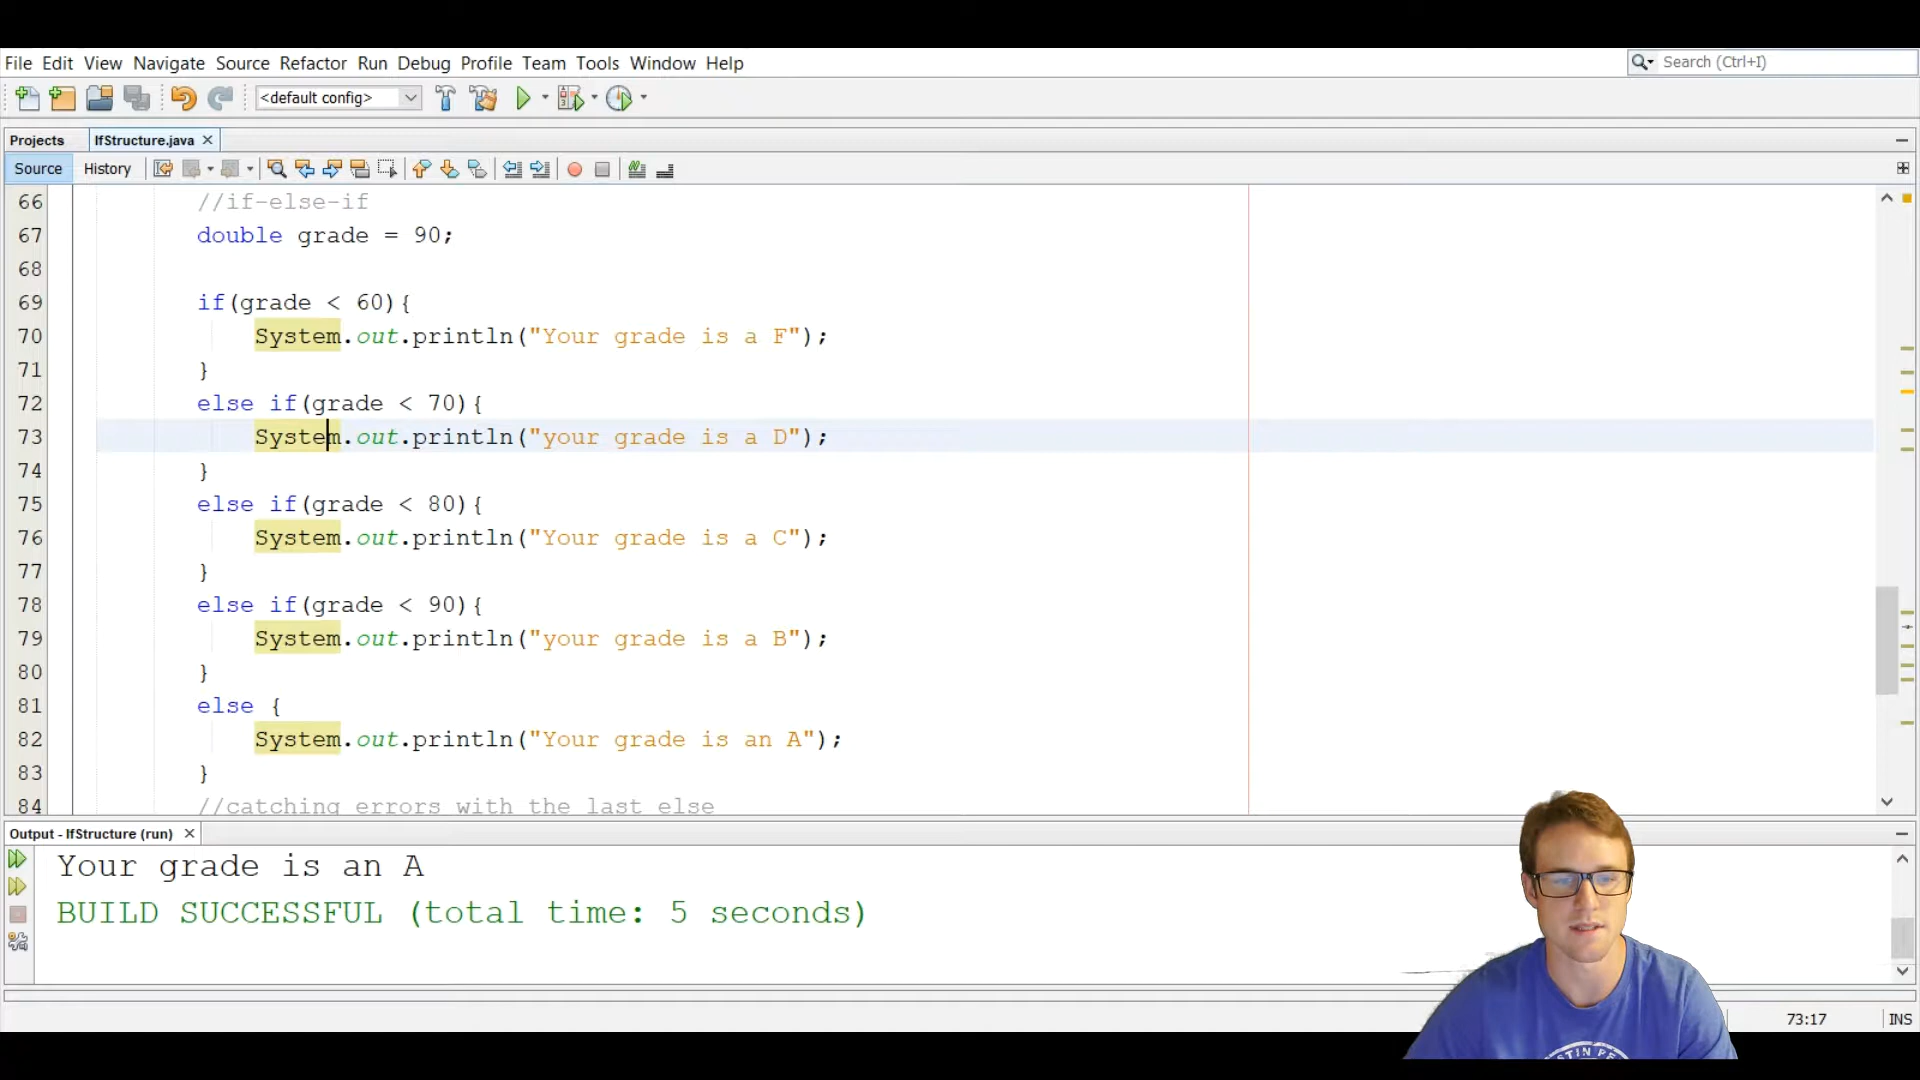 File Edit View Navigate Source Refactor Run Debug Profile Team Tools Window Help
Search (Ctrl+I)
<default config>
Projects IfStructure.java
Source History
66 //if-else-if
67 double grade = 90;
68
69 if(grade < 60){
70 System.out.println("Your grade is a F");
71 }
72 else if(grade < 70){
73 System.out.println("your grade is a D");
74 }
75 else if(grade < 80){
76 System.out.println("Your grade is a C");
77 }
78 else if(grade < 90){
79 System.out.println("your grade is a B");
80 }
81 else {
82 System.out.println("Your grade is an A");
83 }
84 //catching errors with the last else
Output - IfStructure (run)
Your grade is an A
BUILD SUCCESSFUL (total time: 5 seconds)
73:17 INS